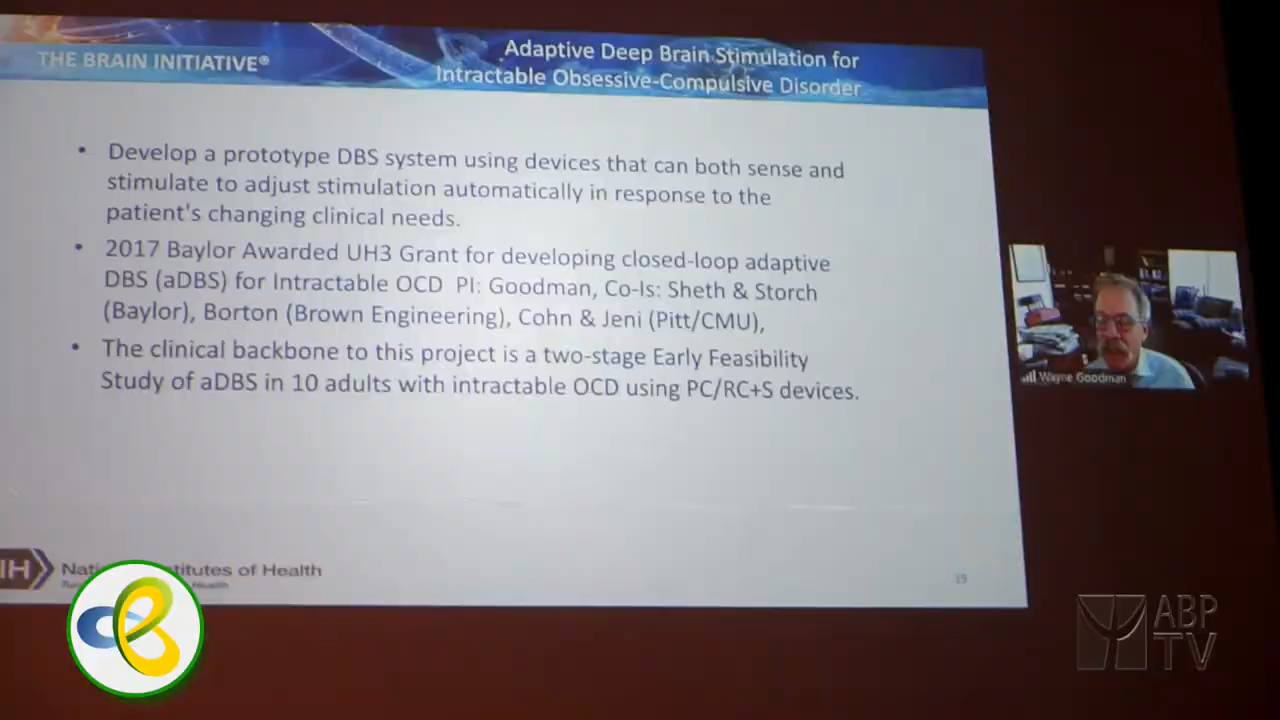 THE BRAIN INITIATIVE®
Adaptive Deep Brain Stimulation for
Intractable Obsessive-Compulsive Disorder
• Develop a prototype DBS system using devices that can both sense and
stimulate to adjust stimulation automatically in response to the
patient's changing clinical needs.
• 2017 Baylor Awarded UH3 Grant for developing closed-loop adaptive
DBS (aDBS) for Intractable OCD PI: Goodman, Co-Is: Sheth & Storch
(Baylor), Borton (Brown Engineering), Cohn & Jeni (Pitt/CMU),
• The clinical backbone to this project is a two-stage Early Feasibility
Study of aDBS in 10 adults with intractable OCD using PC/RC+S devices.
Wayne Goodman
IH
of Health
19
ABP
TV